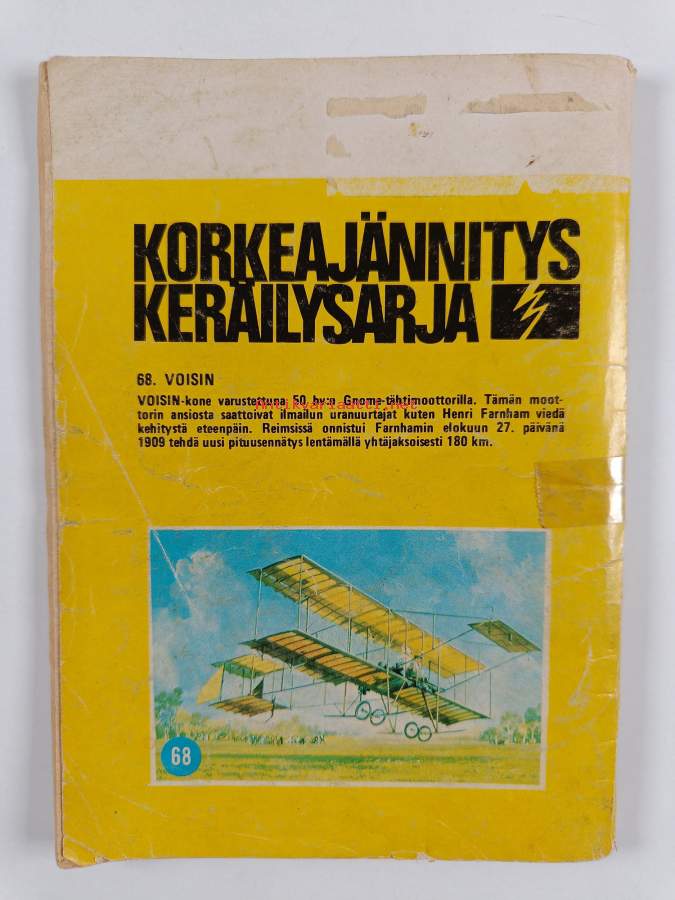 KORKEAJÄNNITYS
KERÄILYSARJA
68. VOISIN
VOISIN-kone varustettuna 50 hv:n Gnome-tähtimoottorilla. Tämän moot-
torin ansiosta saattoivat ilmailun uranuurtajat kuten Henri Farnham viedä
kehitystä eteenpäin. Reimsissä onnistui Farnhamin elokuun 27. päivänä
1909 tehdä uusi pituusennätys lentämällä yhtäjaksoisesti 180 km.
68